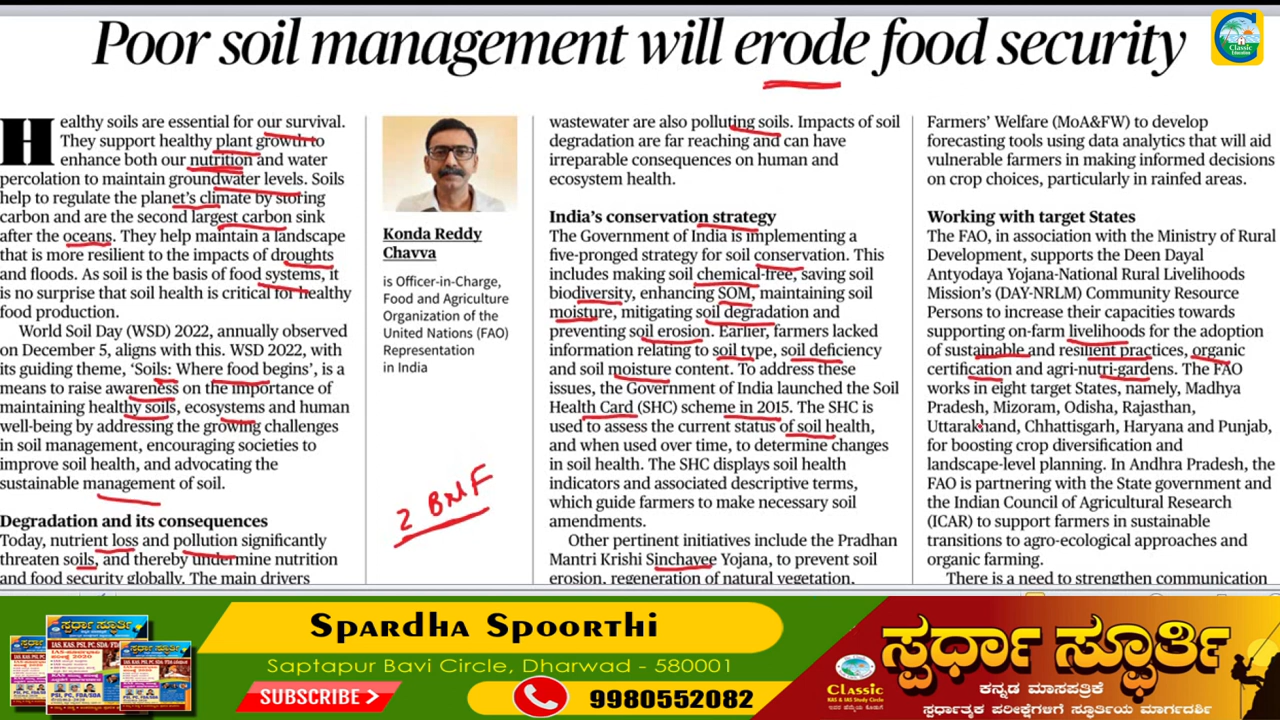 Poor soil management will erode food security
Classic
Education
Healthy soils are essential for our survival.
They support healthy plant growth to
enhance both our nutrition and water
percolation to maintain groundwater levels. Soils
help to regulate the planet’s climate by storing
carbon and are the second largest carbon sink
after the oceans. They help maintain a landscape
that is more resilient to the impacts of droughts
and floods. As soil is the basis of food systems, it
is no surprise that soil health is critical for healthy
food production.
World Soil Day (WSD) 2022, annually observed
on December 5, aligns with this. WSD 2022, with
its guiding theme, ‘Soils: Where food begins’, is a
means to raise awareness on the importance of
maintaining healthy soils, ecosystems and human
well-being by addressing the growing challenges
in soil management, encouraging societies to
improve soil health, and advocating the
sustainable management of soil.
Degradation and its consequences
Today, nutrient loss and pollution significantly
threaten soils, and thereby undermine nutrition
and food security globally. The main drivers
Konda Reddy
Chavva
is Officer-in-Charge,
Food and Agriculture
Organization of the
United Nations (FAO)
Representation
in India
2 BMF
wastewater are also polluting soils. Impacts of soil
degradation are far reaching and can have
irreparable consequences on human and
ecosystem health.
India’s conservation strategy
The Government of India is implementing a
five-pronged strategy for soil conservation. This
includes making soil chemical-free, saving soil
biodiversity, enhancing SOM, maintaining soil
moisture, mitigating soil degradation and
preventing soil erosion. Earlier, farmers lacked
information relating to soil type, soil deficiency
and soil moisture content. To address these
issues, the Government of India launched the Soil
Health Card (SHC) scheme in 2015. The SHC is
used to assess the current status of soil health,
and when used over time, to determine changes
in soil health. The SHC displays soil health
indicators and associated descriptive terms,
which guide farmers to make necessary soil
amendments.
Other pertinent initiatives include the Pradhan
Mantri Krishi Sinchayee Yojana, to prevent soil
erosion, regeneration of natural vegetation,
Farmers’ Welfare (MoA&FW) to develop
forecasting tools using data analytics that will aid
vulnerable farmers in making informed decisions
on crop choices, particularly in rainfed areas.
Working with target States
The FAO, in association with the Ministry of Rural
Development, supports the Deen Dayal
Antyodaya Yojana-National Rural Livelihoods
Mission’s (DAY-NRLM) Community Resource
Persons to increase their capacities towards
supporting on-farm livelihoods for the adoption
of sustainable and resilient practices, organic
certification and agri-nutri-gardens. The FAO
works in eight target States, namely, Madhya
Pradesh, Mizoram, Odisha, Rajasthan,
Uttarakhand, Chhattisgarh, Haryana and Punjab,
for boosting crop diversification and
landscape-level planning. In Andhra Pradesh, the
FAO is partnering with the State government and
the Indian Council of Agricultural Research
(ICAR) to support farmers in sustainable
transitions to agro-ecological approaches and
organic farming.
There is a need to strengthen communication
Spardha Spoorthi
Saptapur Bavi Circle Dharwad - 580001
SUBSCRIBE
9980552082
ಸ್ಪರ್ಧಾ ಸ್ಫೂರ್ತಿ
ಕನ್ನಡ ಮಾಸಪತ್ರಿಕೆ
ಸ್ಪರ್ಧಾತ್ಮಕ ಪರೀಕ್ಷೆಗಳಿಗೆ ಸ್ಫೂರ್ತಿಯ ಮಾರ್ಗದರ್ಶಿ
Classic
KAS & IAS Study Circle